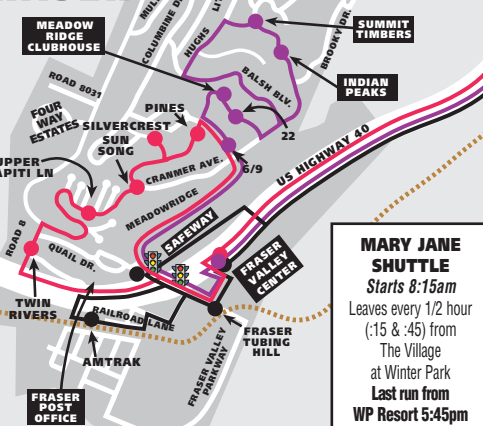 MEADOW
RIDGE
CLUBHOUSE
COLUMBINE
HUGHS
BROOKY DR.
SUMMIT
TIMBERS
INDIAN
PEAKS
BALSH BLV.
ROAD 8031
FOUR
WAY
ESTATES
PINES
SILVERCREST
SUN
SONG
22
6/9
US HIGHWAY 40
CRANMER AVE.
MEADOWRIDGE
UPPER
APITI LN
ROAD 8
QUAIL DR.
SAFEWAY
FRASER
VALLEY
CENTER
TWIN
RIVERS
RAILROAD LANE
AMTRAK
FRASER
TUBING
HILL
FRASER VALLEY
PARKWAY
FRASER
POST
OFFICE
MARY JANE
SHUTTLE
Starts 8:15am
Leaves every 1/2 hour
(:15 & :45) from
The Village
at Winter Park
Last run from
WP Resort 5:45pm